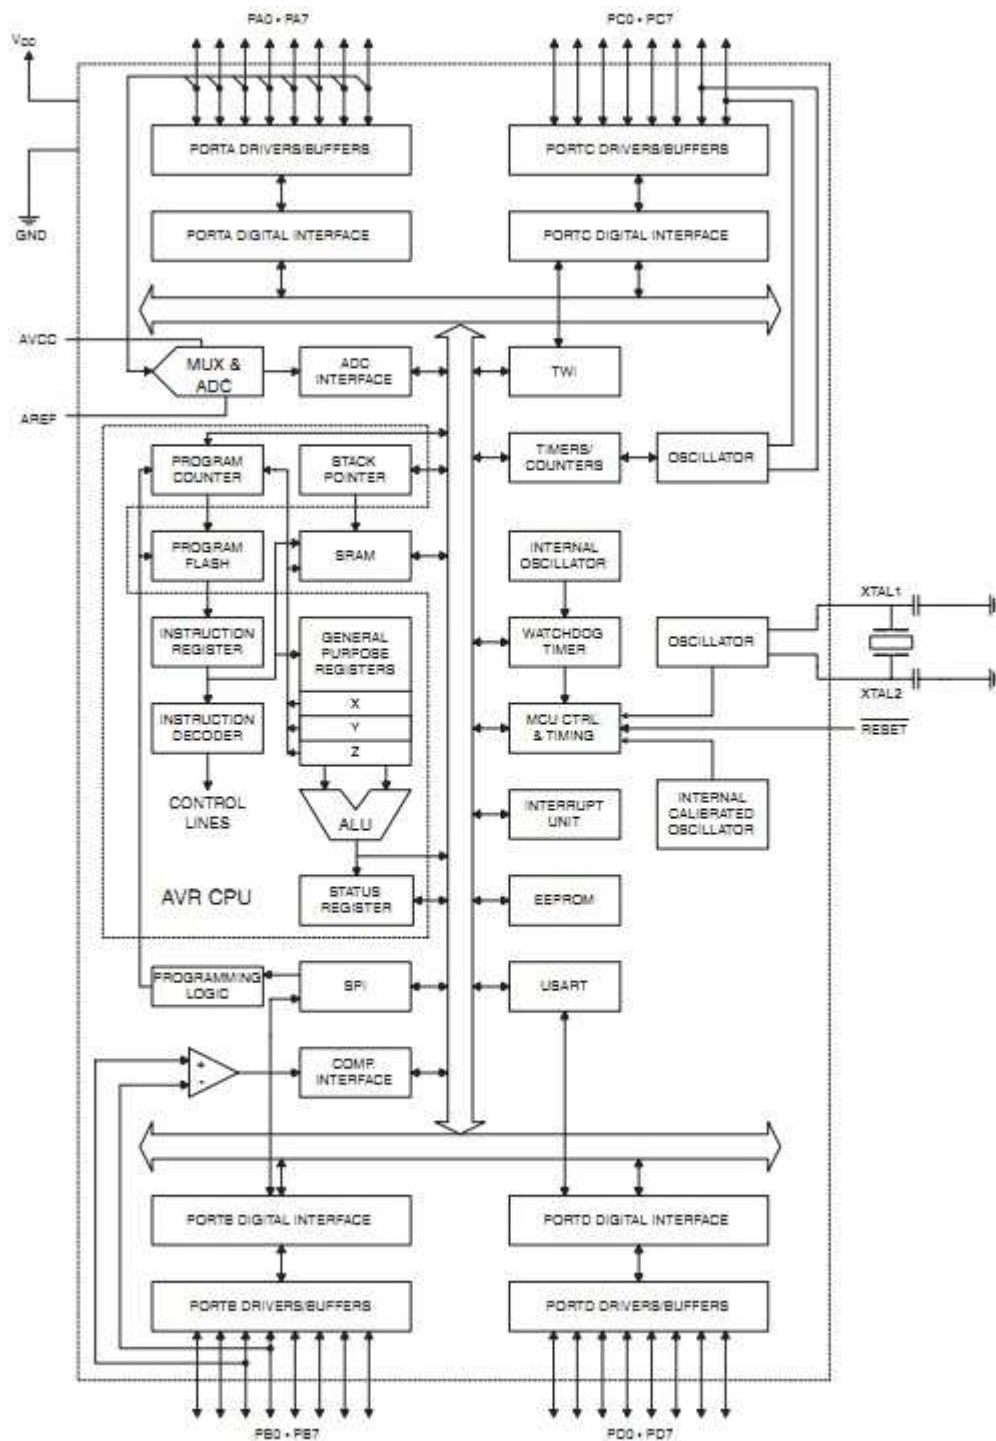 PA0 - PA7
PC0 - PC7
VCC
PORTA DRIVERS/BUFFERS
PORTC DRIVERS/BUFFERS
GND
PORTA DIGITAL INTERFACE
PORTC DIGITAL INTERFACE
AVCC
MUX &
ADC
ADC
INTERFACE
TWI
AREF
PROGRAM
COUNTER
STACK
POINTER
TIMERS/
COUNTERS
OSCILLATOR
PROGRAM
FLASH
SRAM
INTERNAL
OSCILLATOR
XTAL1
INSTRUCTION
REGISTER
GENERAL
PURPOSE
REGISTERS
WATCHDOG
TIMER
OSCILLATOR
XTAL2
X
INSTRUCTION
DECODER
Y
Z
MCU CTRL
& TIMING
RESET
CONTROL
LINES
ALU
INTERRUPT
UNIT
INTERNAL
CALIBRATED
OSCILLATOR
AVR CPU
STATUS
REGISTER
EEPROM
PROGRAMMING
LOGIC
SPI
USART
+
-
COMP.
INTERFACE
PORTB DIGITAL INTERFACE
PORTD DIGITAL INTERFACE
PORTB DRIVERS/BUFFERS
PORTD DRIVERS/BUFFERS
PB0 - PB7
PD0 - PD7